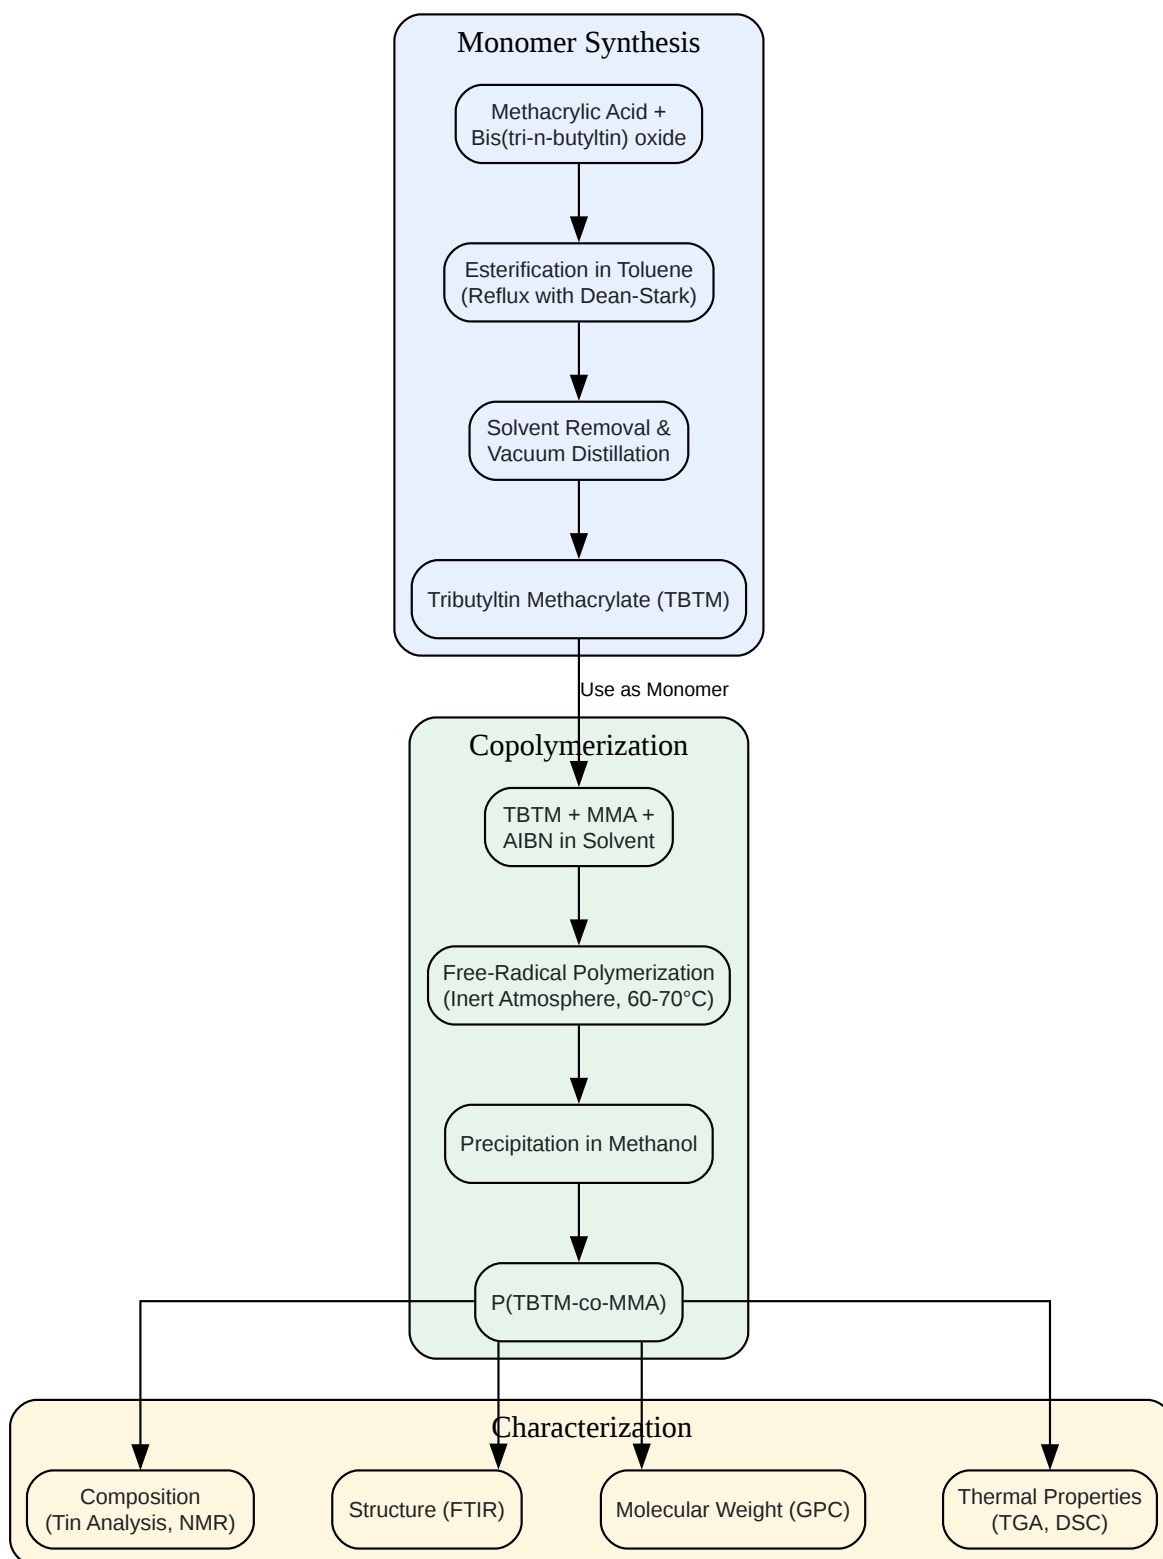 Monomer Synthesis
Methacrylic Acid +
Bis(tri-n-butyltin) oxide
Esterification in Toluene
(Reflux with Dean-Stark)
Solvent Removal &
Vacuum Distillation
Tributyltin Methacrylate (TBTM)
Use as Monomer
Copolymerization
TBTM + MMA +
AIBN in Solvent
Free-Radical Polymerization
(Inert Atmosphere, 60-70°C)
Precipitation in Methanol
P(TBTM-co-MMA)
Characterization
Composition
(Tin Analysis, NMR)
Structure (FTIR)
Molecular Weight (GPC)
Thermal Properties
(TGA, DSC)